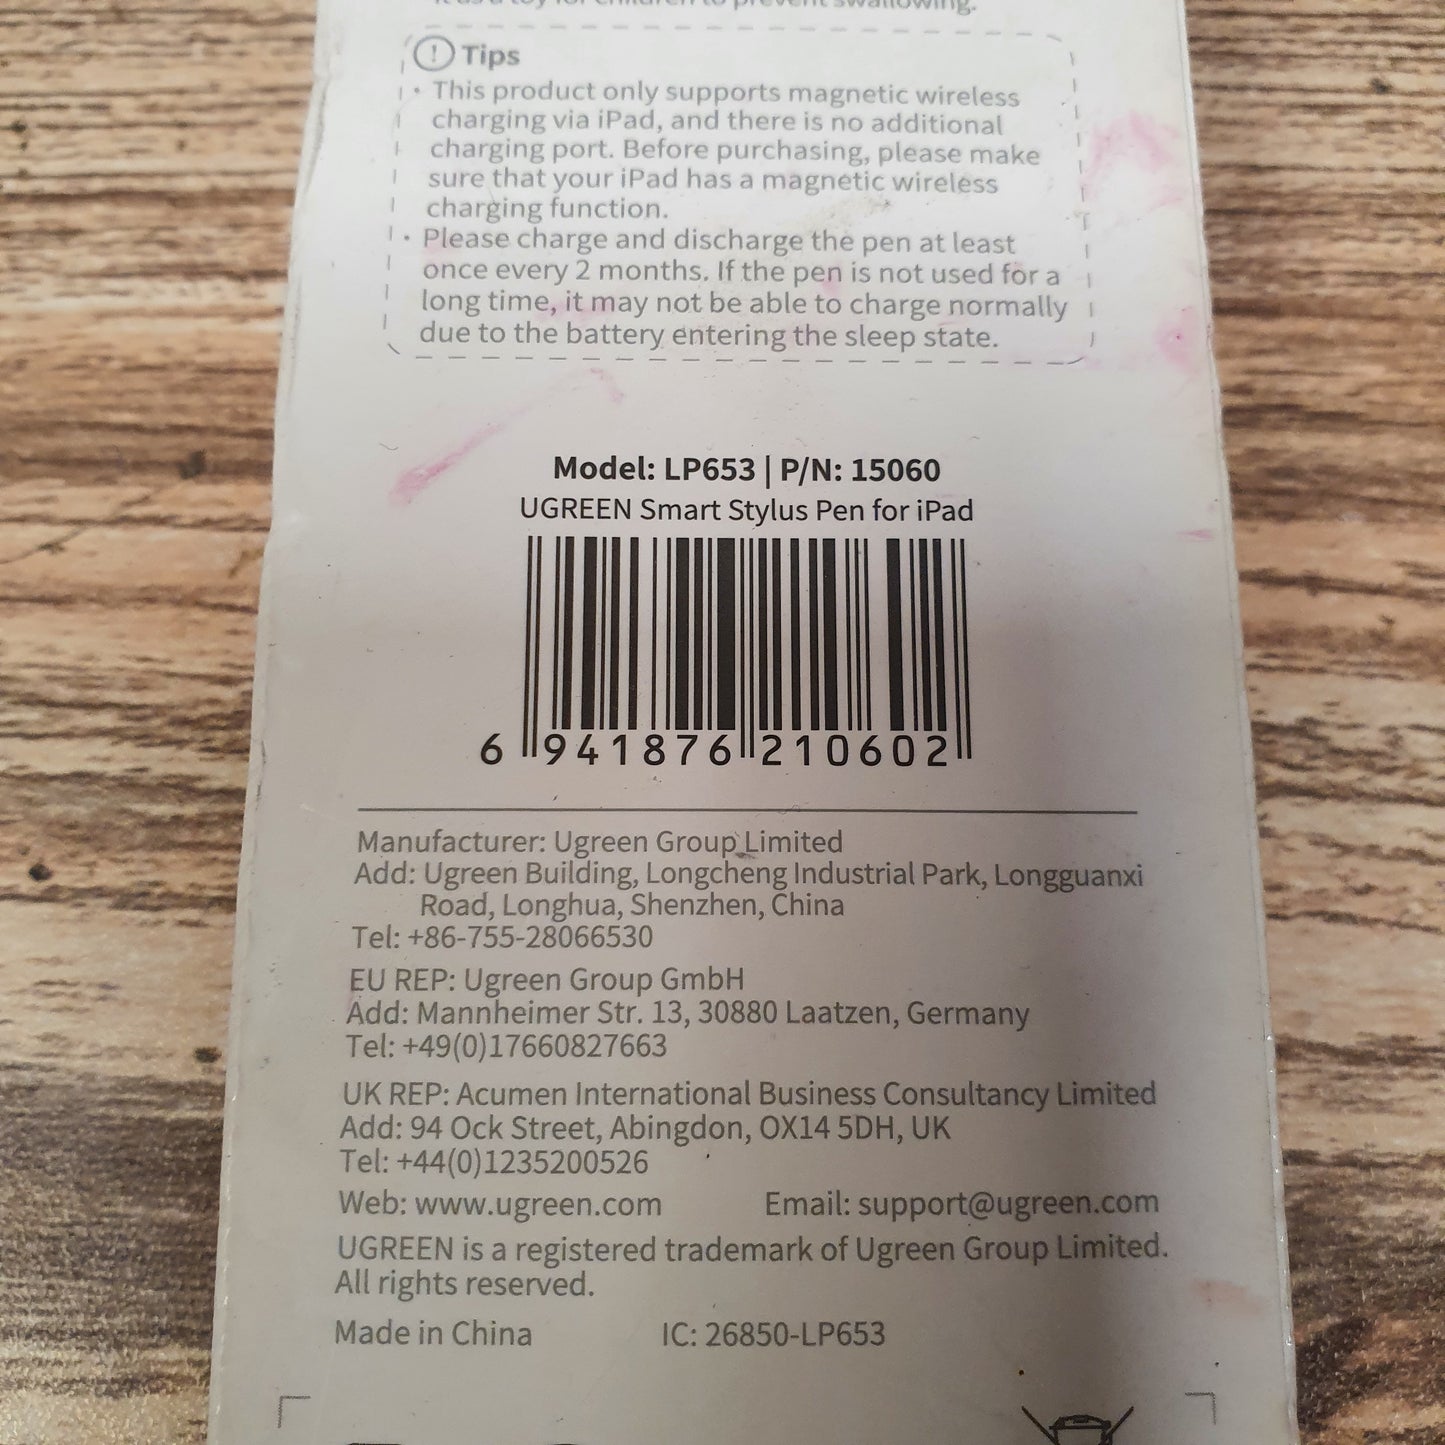 it as a toy for children to prevent swallowing.
Tips
• This product only supports magnetic wireless
charging via iPad, and there is no additional
charging port. Before purchasing, please make
sure that your iPad has a magnetic wireless
charging function.
• Please charge and discharge the pen at least
once every 2 months. If the pen is not used for a
long time, it may not be able to charge normally
due to the battery entering the sleep state.
Model: LP653 | P/N: 15060
UGREEN Smart Stylus Pen for iPad
6 941876 210602
Manufacturer: Ugreen Group Limited
Add: Ugreen Building, Longcheng Industrial Park, Longguanxi
Road, Longhua, Shenzhen, China
Tel: +86-755-28066530
EU REP: Ugreen Group GmbH
Add: Mannheimer Str. 13, 30880 Laatzen, Germany
Tel: +49(0)17660827663
UK REP: Acumen International Business Consultancy Limited
Add: 94 Ock Street, Abingdon, OX14 5DH, UK
Tel: +44(0)1235200526
Web: www.ugreen.com Email: support@ugreen.com
UGREEN is a registered trademark of Ugreen Group Limited.
All rights reserved.
Made in China IC: 26850-LP653